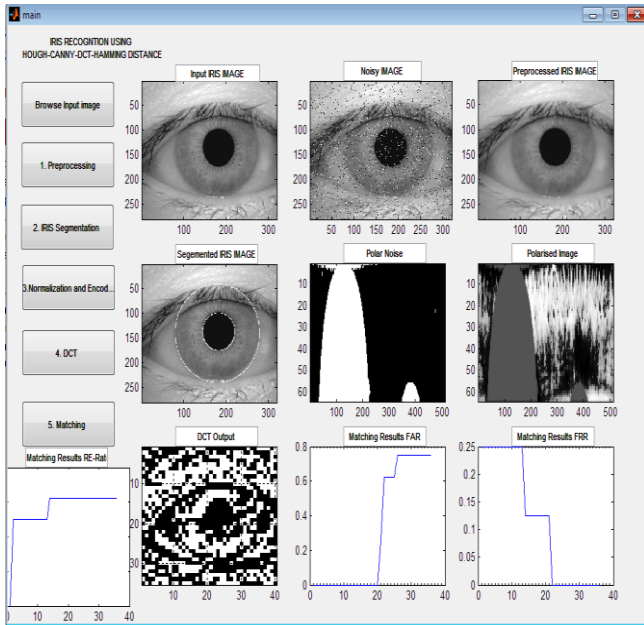 main
IRIS RECOGNTION USING
HOUGH-CANNY-DCT-HAMMING DISTANCE
Browse Input image
1. Preprocessing
2. IRIS Segmentation
3.Normalization and Encod...
4. DCT
5. Matching
Input IRIS IMAGE
50
100
150
200
250
100 200 300
Noisy IMAGE
50 100 150 200 250 300
Preprocessed IRIS IMAGE
50
100
150
200
250
100 200 300
Segemented IRIS IMAGE
50
100
150
200
250
100 200 300
Polar Noise
10
20
30
40
50
60
100 200 300 400 500
Polarised Image
10
20
30
40
50
60
100 200 300 400 500
Matching Results RE-Rat
10 20 30 40
DCT Output
10
20
30
10 20 30 40
Matching Results FAR
0.8
0.6
0.4
0.2
0
0 10 20 30 40
Matching Results FRR
0.25
0.2
0.15
0.1
0.05
0
0 10 20 30 40